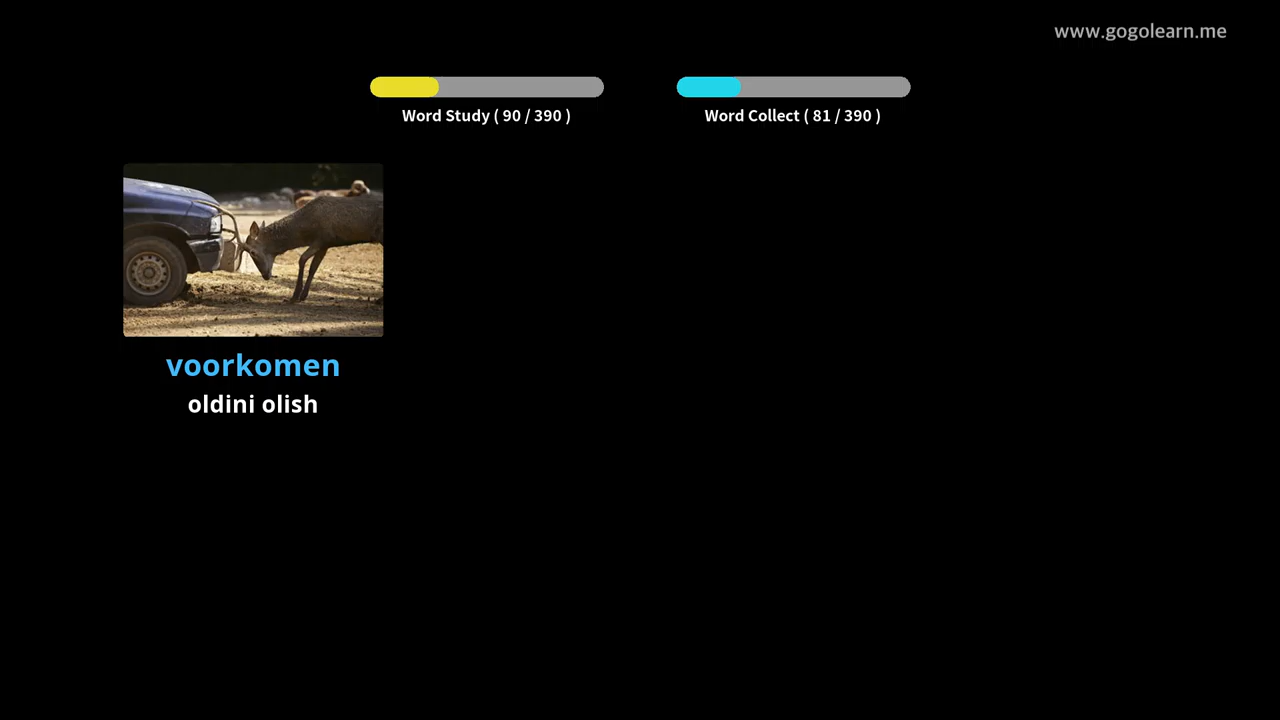 www.gogolearn.me
Word Study ( 90 / 390 )
Word Collect ( 81 / 390 )
voorkomen
oldini olish